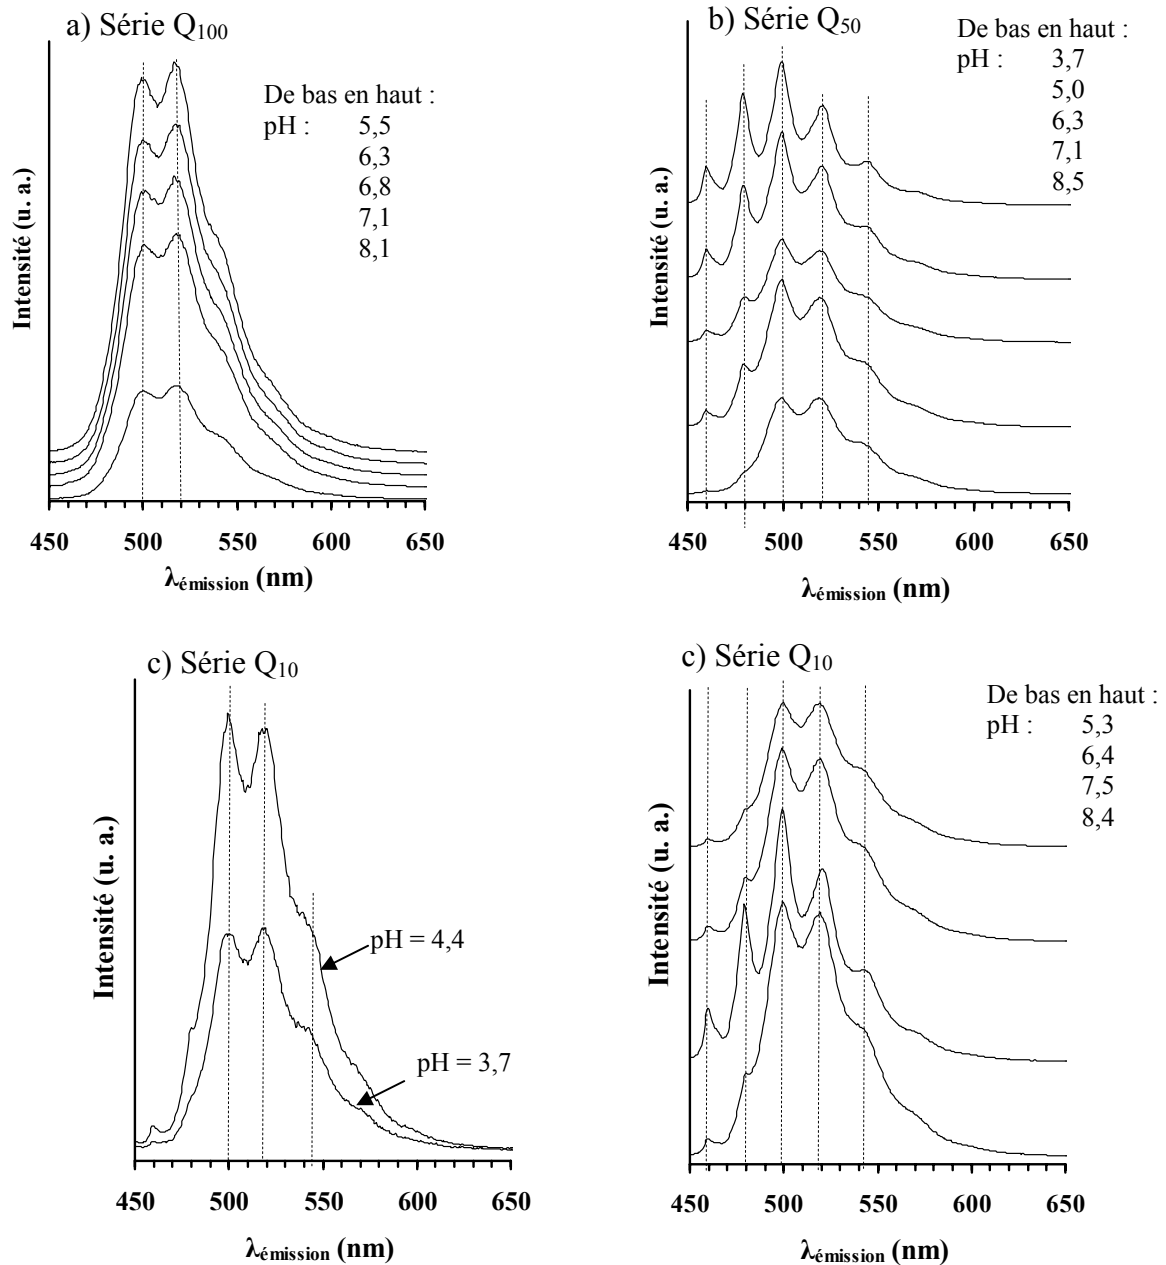 a) Série Q100
De bas en haut :
pH : 5,5
6,3
6,8
7,1
8,1
Intensité (u. a.)
450 500 550 600 650
λémission (nm)
b) Série Q50
De bas en haut :
pH : 3,7
5,0
6,3
7,1
8,5
Intensité (u. a.)
450 500 550 600 650
λémission (nm)
c) Série Q10
pH = 4,4
pH = 3,7
Intensité (u. a.)
450 500 550 600 650
λémission (nm)
c) Série Q10
De bas en haut :
pH : 5,3
6,4
7,5
8,4
Intensité (u. a.)
450 500 550 600 650
λémission (nm)